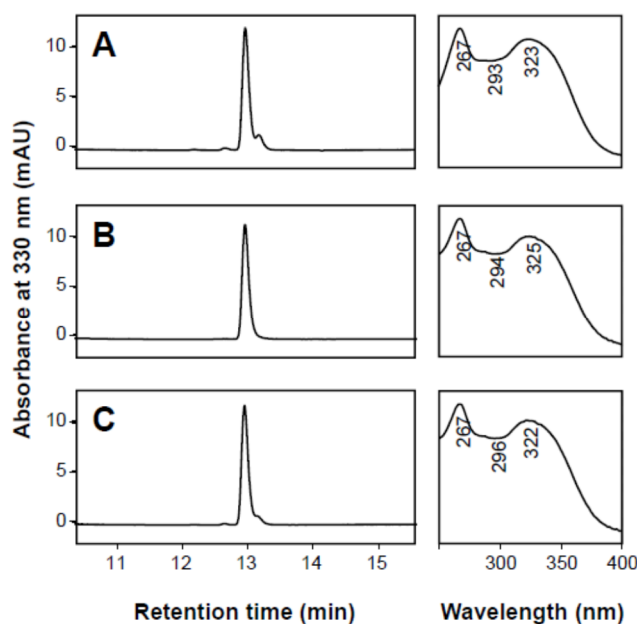 Absorbance at 330 nm (mAU)
A
10
5
0
267
293
323
B
10
5
0
267
294
325
C
10
5
0
267
296
322
11 12 13 14 15
300 350 400
Retention time (min)
Wavelength (nm)